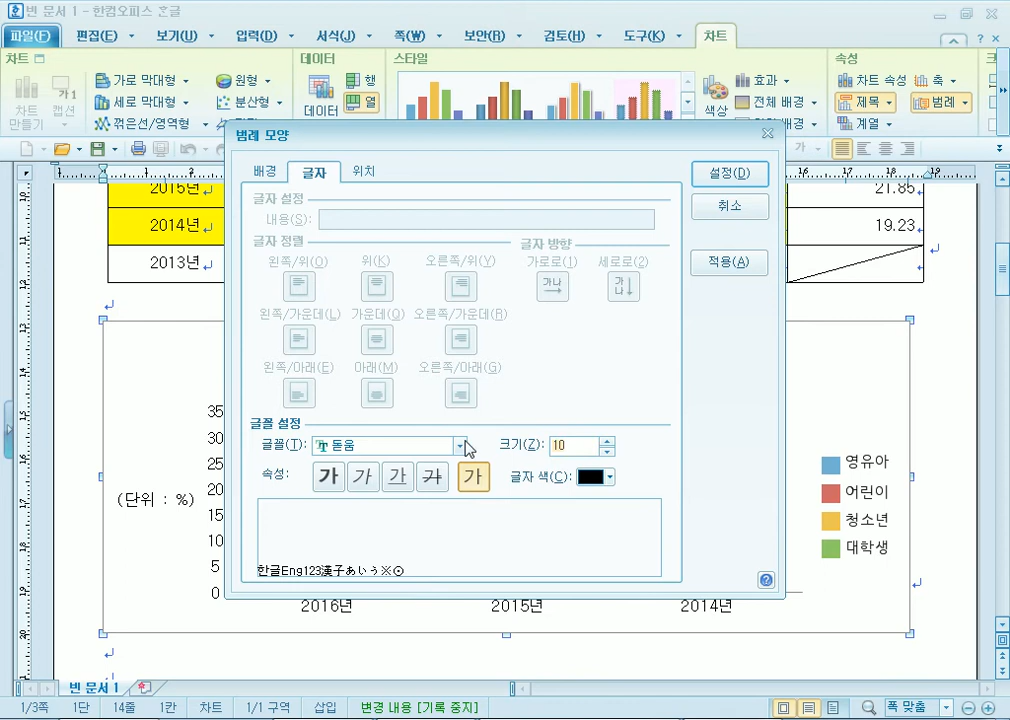 빈 문서 1 - 한컴오피스 한글
파일(F) 편집(E) 보기(U) 입력(D) 서식(J) 쪽(W) 보안(R) 검토(H) 도구(K) 차트
차트 데이터 스타일 속성
가로 막대형 원형 행 효과 차트 속성 축
세로 막대형 분산형 열 전체 배경 제목 범례
차트 만들기 캡션 꺾은선/영역형 데이터 색상 계열
범례 모양
배경 글자 위치 설정(D)
글자 설정
내용(S): 취소
글자 정렬 글자 방향
왼쪽/위(O) 위(K) 오른쪽/위(Y) 가로로(1) 세로로(2) 적용(A)
왼쪽/가운데(L) 가운데(Q) 오른쪽/가운데(R)
왼쪽/아래(E) 아래(M) 오른쪽/아래(G)
글꼴 설정
글꼴(T): 돋움 크기(Z): 10
속성: 가 가 가 가 가 글자 색(C):
한글Eng123漢子あいぅ※⊙
2015년 21.85
2014년 19.23
2013년
35
30
25
20
15
5
0
(단위 : %)
2016년 2015년 2014년
영유아
어린이
청소년
대학생
빈 문서 1
1/3쪽 1단 14줄 1칸 차트 1/1 구역 삽입 변경 내용 [기록 중지] 폭 맞춤